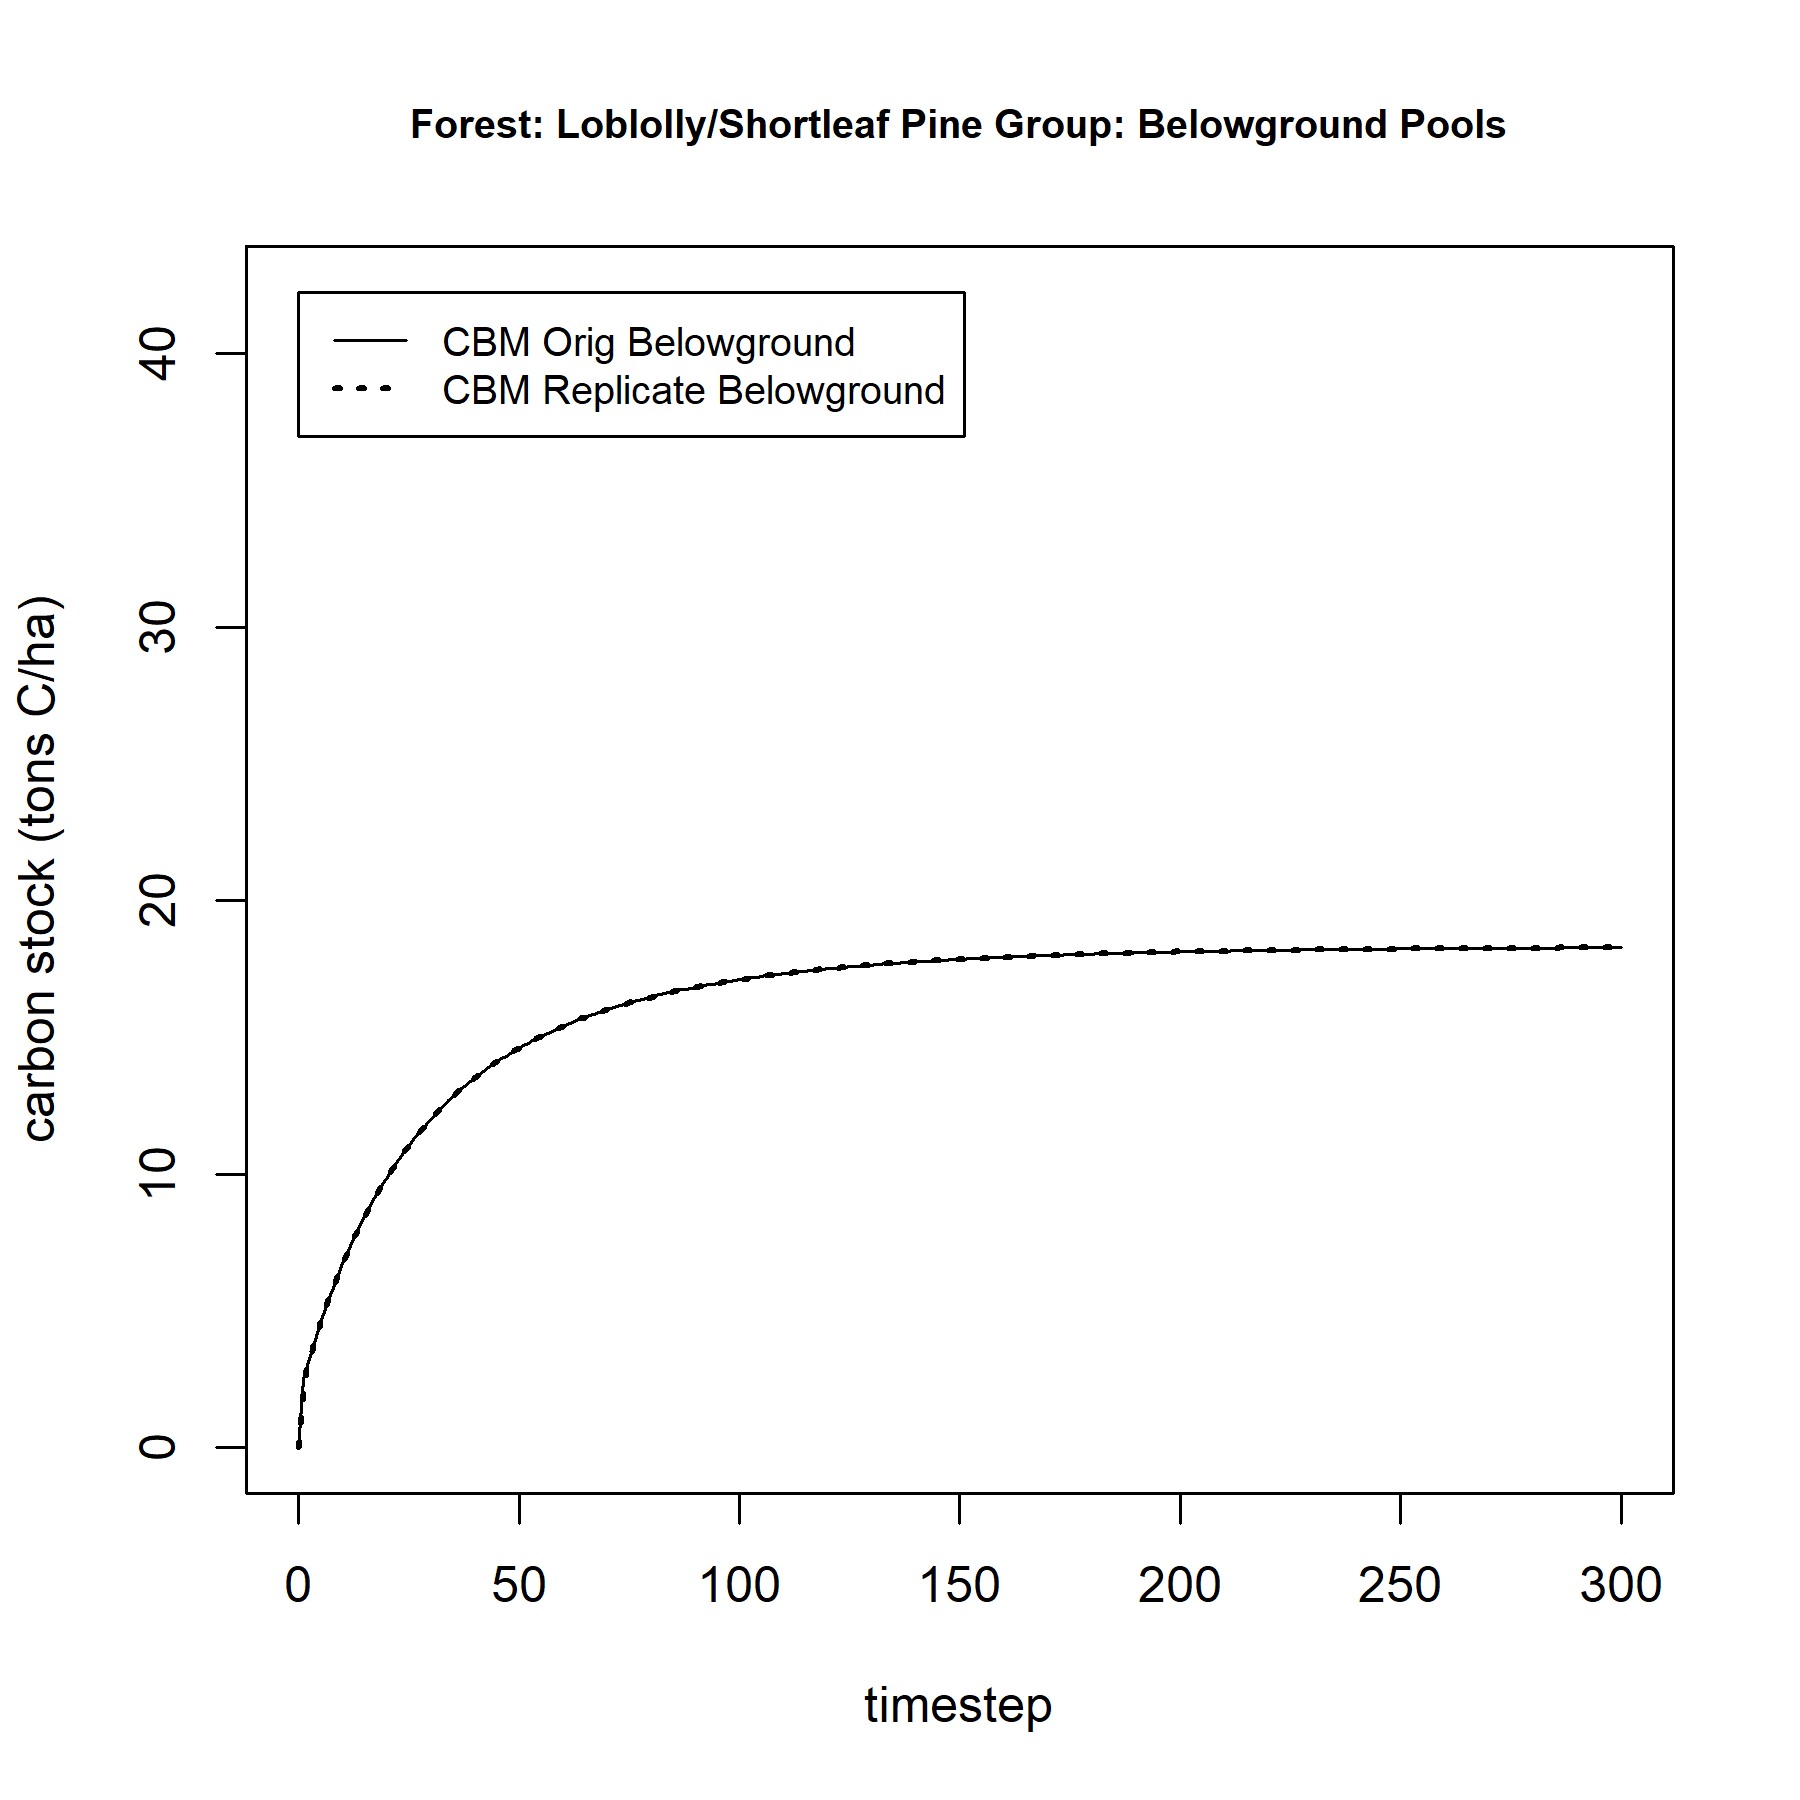 Forest: Loblolly/Shortleaf Pine Group: Belowground Pools
CBM Orig Belowground
CBM Replicate Belowground
carbon stock (tons C/ha)
40
30
20
10
0
0 50 100 150 200 250 300
timestep